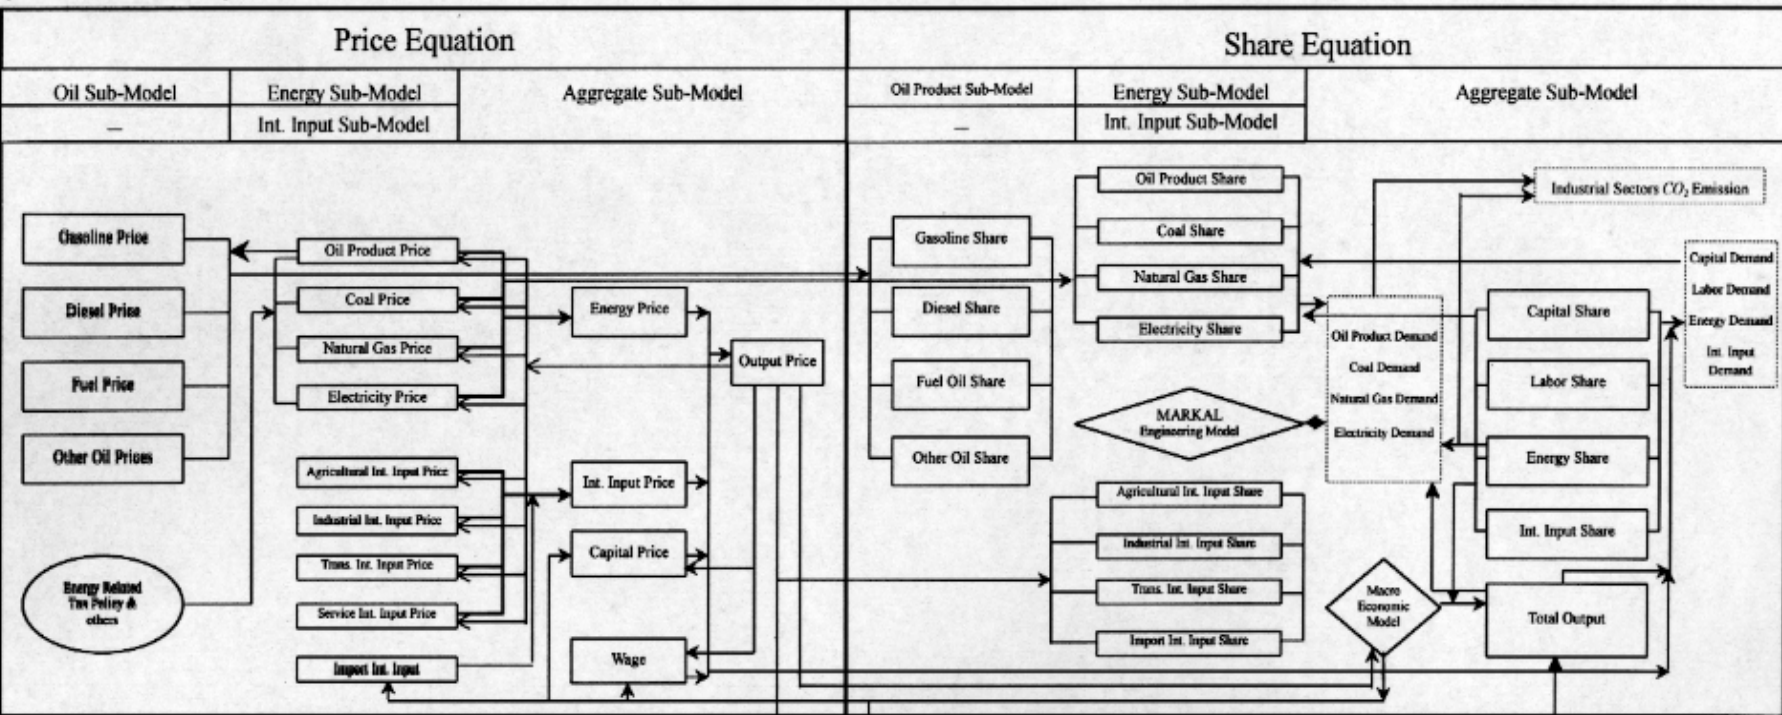 Price Equation
Share Equation
Oil Sub-Model
Energy Sub-Model
Aggregate Sub-Model
Oil Product Sub-Model
Energy Sub-Model
Aggregate Sub-Model
–
Int. Input Sub-Model
–
Int. Input Sub-Model
Gasoline Price
Diesel Price
Fuel Price
Other Oil Prices
Energy Related
Tax Policy &
others
Oil Product Price
Coal Price
Natural Gas Price
Electricity Price
Agricultural Int. Input Price
Industrial Int. Input Price
Trans. Int. Input Price
Service Int. Input Price
Import Int. Input
Energy Price
Int. Input Price
Capital Price
Wage
Output Price
Gasoline Share
Diesel Share
Fuel Oil Share
Other Oil Share
Oil Product Share
Coal Share
Natural Gas Share
Electricity Share
MARKAL
Engineering Model
Agricultural Int. Input Share
Industrial Int. Input Share
Trans. Int. Input Share
Import Int. Input Share
Oil Product Demand
Coal Demand
Natural Gas Demand
Electricity Demand
Macro
Economic
Model
Industrial Sectors CO₂ Emission
Capital Share
Labor Share
Energy Share
Int. Input Share
Total Output
Capital Demand
Labor Demand
Energy Demand
Int. Input
Demand